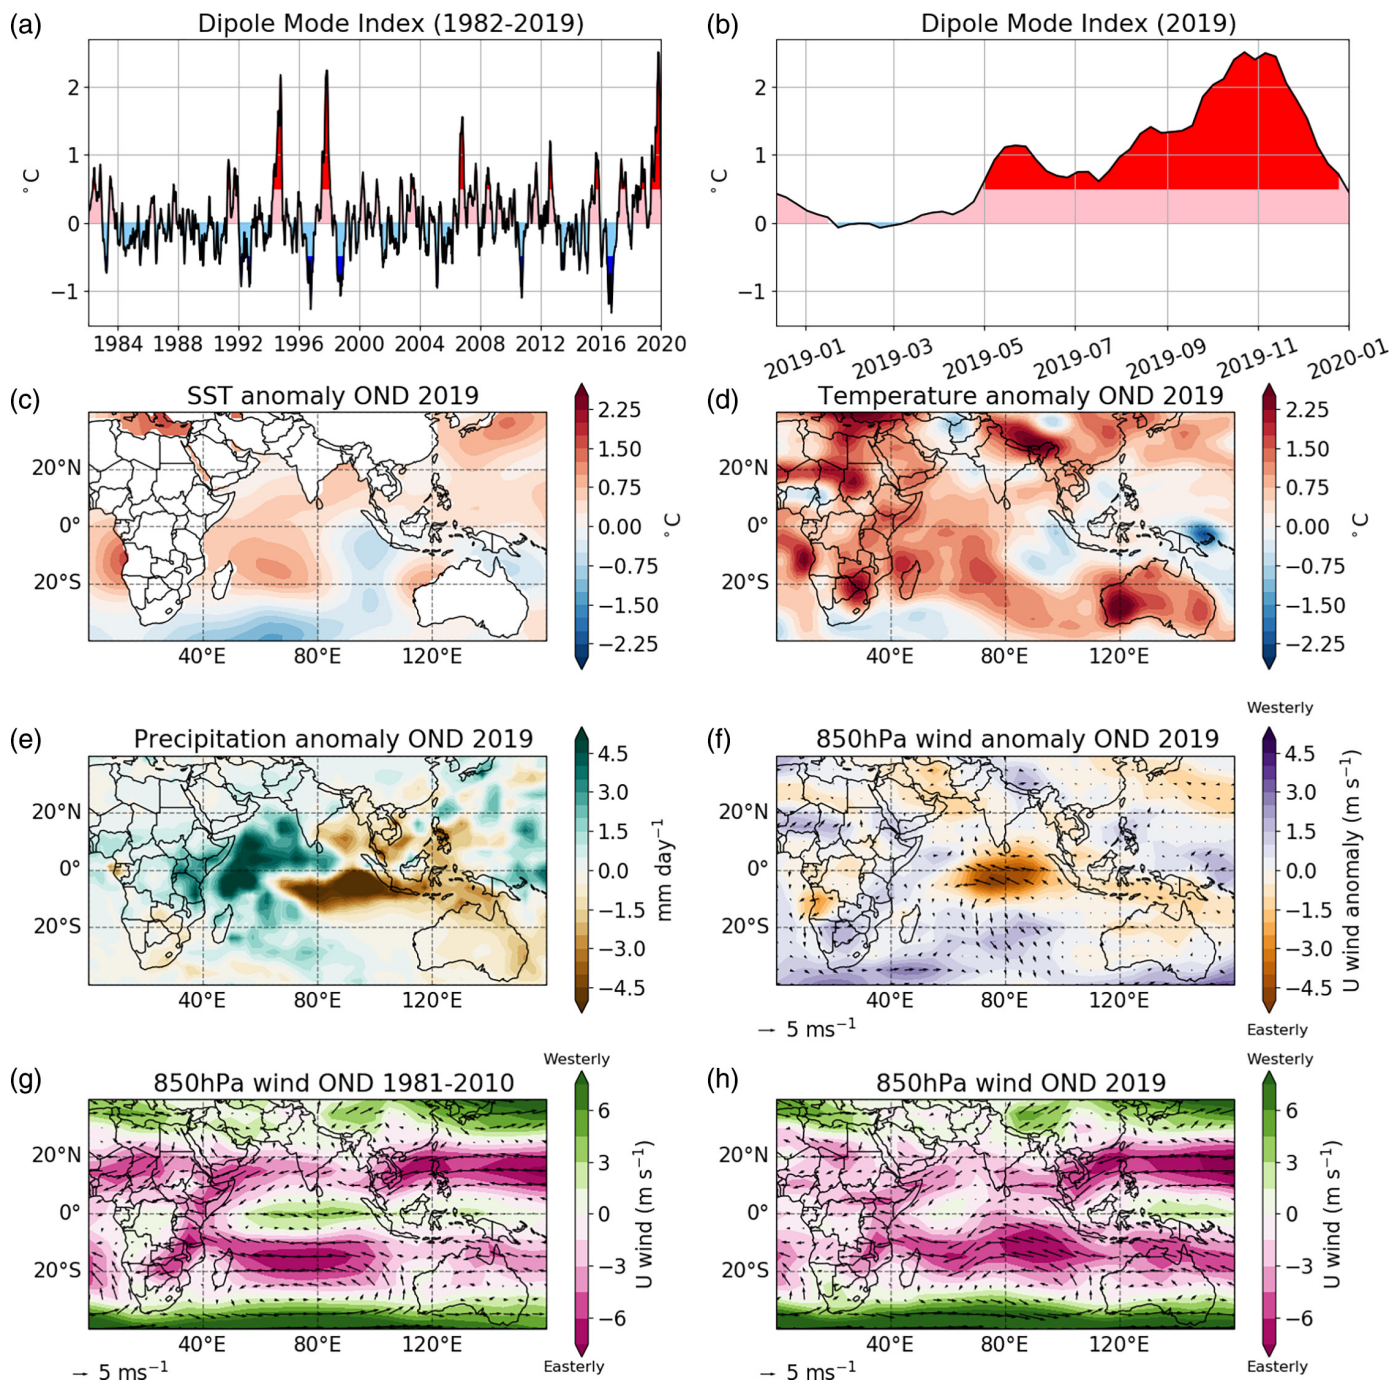 (a) Dipole Mode Index (1982-2019)
°C
2
1
0
−1
1984 1988 1992 1996 2000 2004 2008 2012 2016 2020
(b) Dipole Mode Index (2019)
°C
2
1
0
−1
2019-01 2019-03 2019-05 2019-07 2019-09 2019-11 2020-01
(c) SST anomaly OND 2019
20°N
0°
20°S
40°E 80°E 120°E
2.25
1.50
0.75
0.00
−0.75
−1.50
−2.25
°C
(d) Temperature anomaly OND 2019
20°N
0°
20°S
40°E 80°E 120°E
2.25
1.50
0.75
0.00
−0.75
−1.50
−2.25
°C
(e) Precipitation anomaly OND 2019
20°N
0°
20°S
40°E 80°E 120°E
4.5
3.0
1.5
0.0
−1.5
−3.0
−4.5
mm day⁻¹
(f) 850hPa wind anomaly OND 2019
20°N
0°
20°S
40°E 80°E 120°E
→ 5 ms⁻¹
Westerly
4.5
3.0
1.5
0.0
−1.5
−3.0
−4.5
Easterly
U wind anomaly (m s⁻¹)
(g) 850hPa wind OND 1981-2010
20°N
0°
20°S
40°E 80°E 120°E
→ 5 ms⁻¹
Westerly
6
3
0
−3
−6
Easterly
U wind (m s⁻¹)
(h) 850hPa wind OND 2019
20°N
0°
20°S
40°E 80°E 120°E
→ 5 ms⁻¹
Westerly
6
3
0
−3
−6
Easterly
U wind (m s⁻¹)